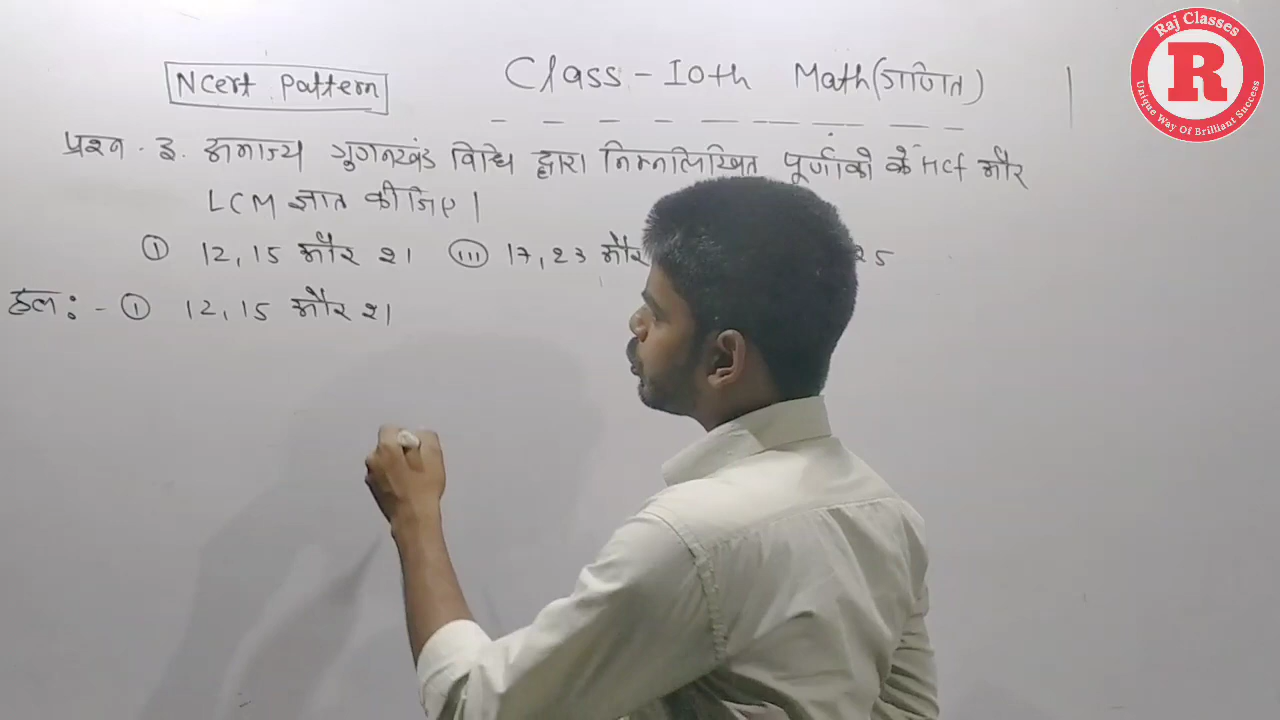 Raj Classes
R
Unique Way Of Brilliant Success
Ncert Pattern
Class - 10th Math (गणित)
प्रश्न . 3. अभाज्य गुणनखंड विधि द्वारा निम्नलिखित पूर्णांकों के Hcf और
LCM ज्ञात कीजिए।
(i) 12, 15 और 21 (iii) 17, 23 और 25
हल: - (i) 12, 15 और 21